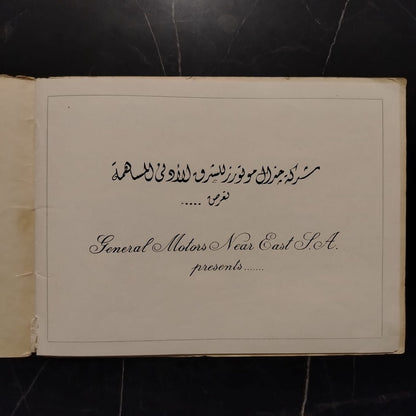 شركة جنرال موتورز للشرق الأدنى المساهمة
تعرض .....
General Motors Near East S.A.
presents.......